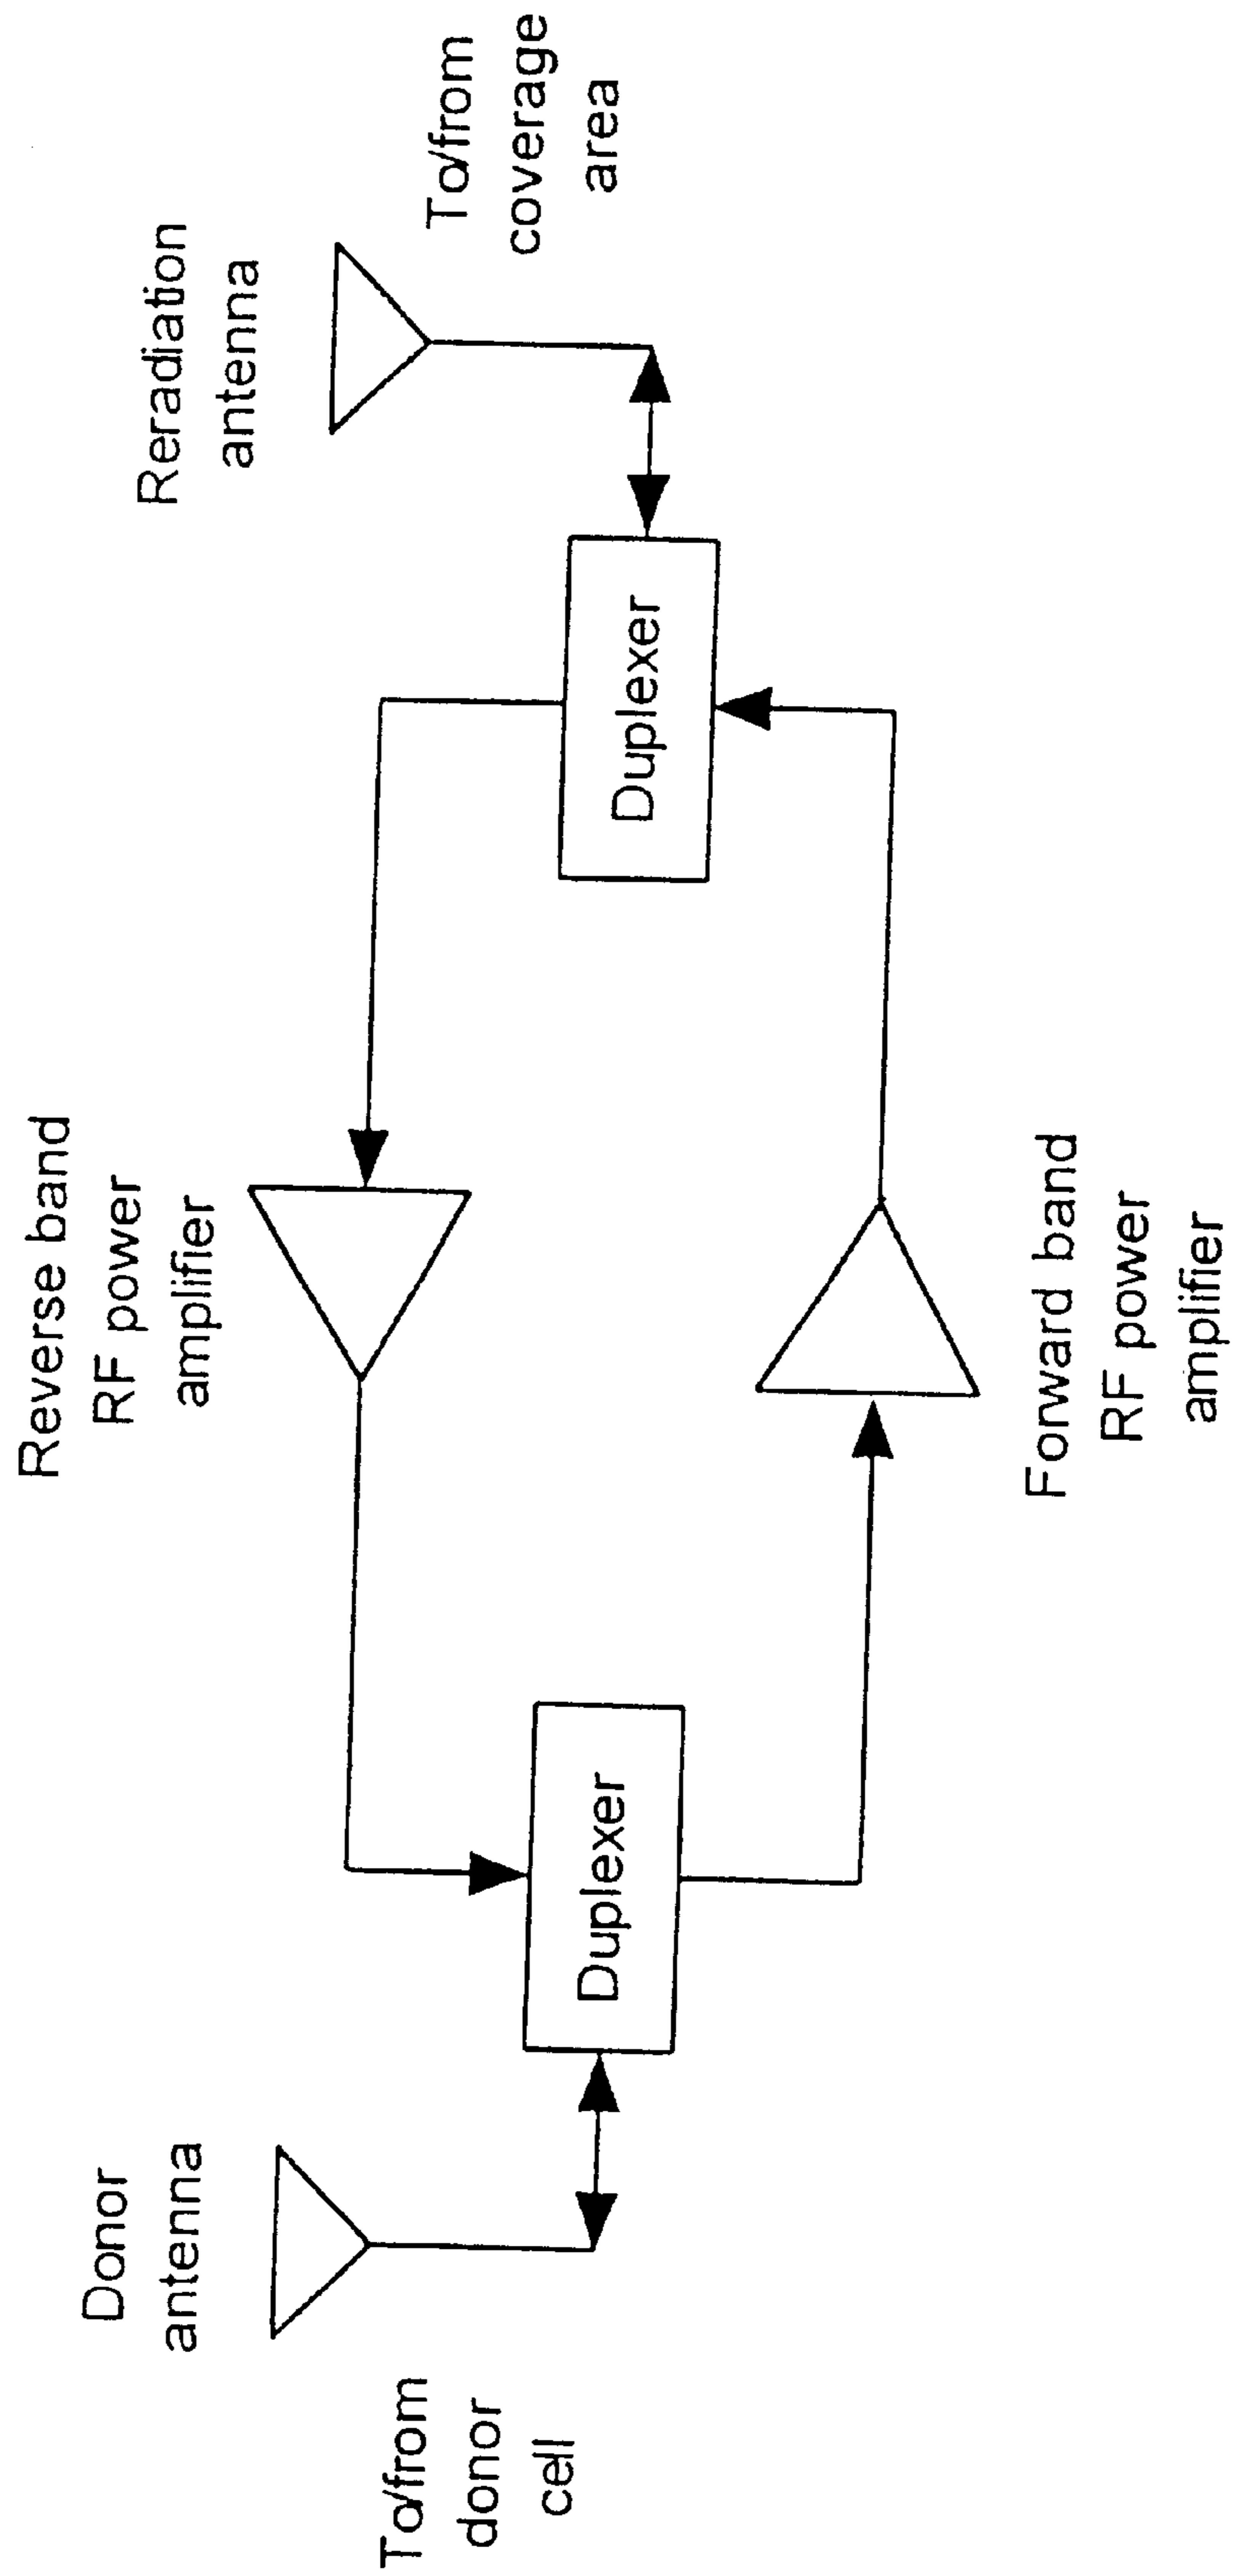 Donor
antenna
To/from
donor
cell
Duplexer
Reverse band
RF power
amplifier
Forward band
RF power
amplifier
Duplexer
Reradiation
antenna
To/from
coverage
area